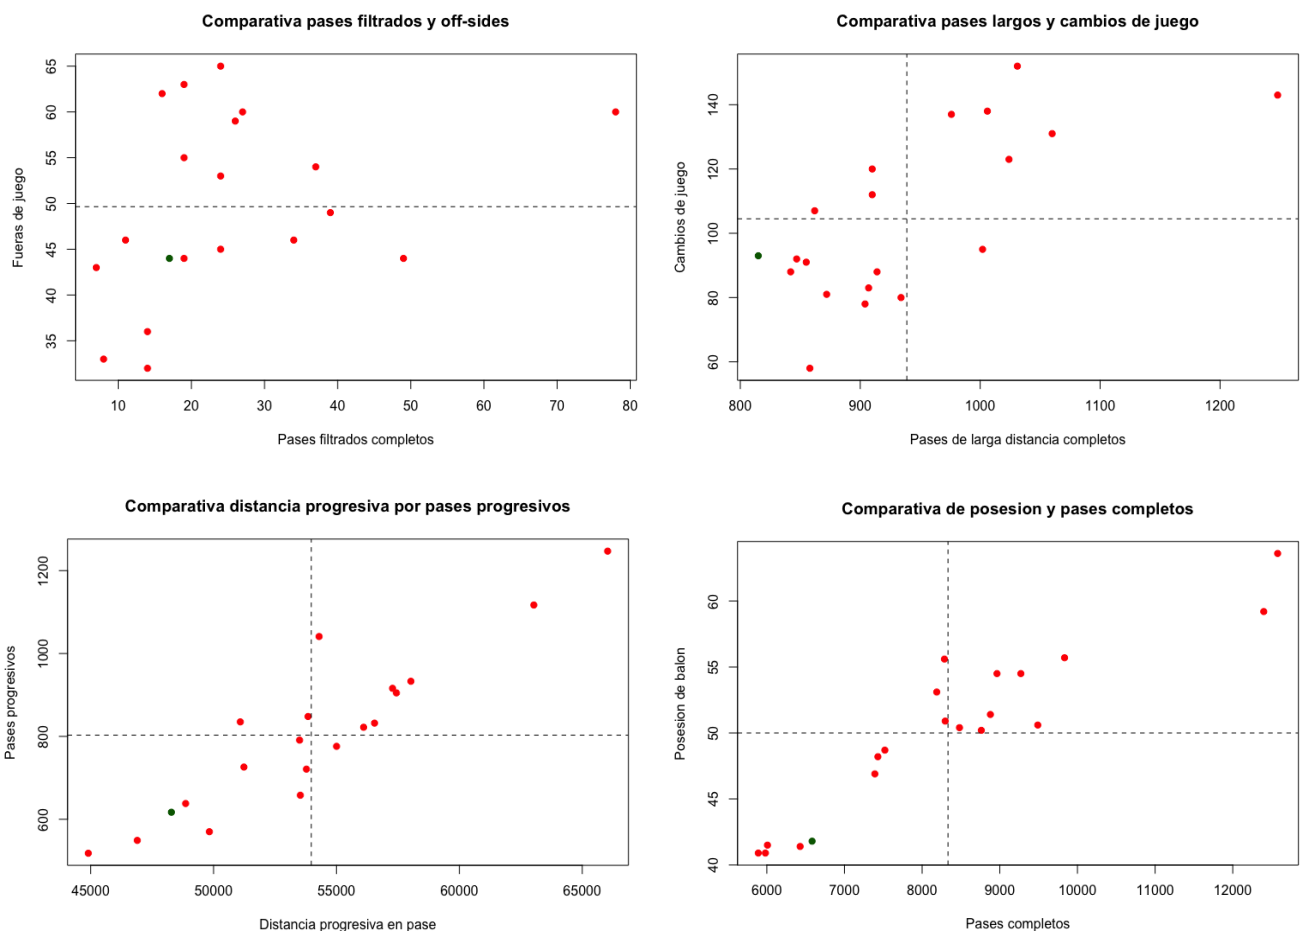 Comparativa pases filtrados y off-sides
Fueras de juego
65
60
55
50
45
40
35
10 20 30 40 50 60 70 80
Pases filtrados completos
Comparativa pases largos y cambios de juego
Cambios de juego
140
120
100
80
60
800 900 1000 1100 1200
Pases de larga distancia completos
Comparativa distancia progresiva por pases progresivos
Pases progresivos
1200
1000
800
600
45000 50000 55000 60000 65000
Distancia progresiva en pase
Comparativa de posesion y pases completos
Posesion de balon
60
55
50
45
40
6000 7000 8000 9000 10000 11000 12000
Pases completos